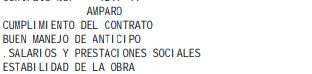 AMPARO
CUMPLIMIENTO DEL CONTRATO
BUEN MANEJO DE ANTICIPO
.SALARIOS Y PRESTACIONES SOCIALES
ESTABILIDAD DE LA OBRA